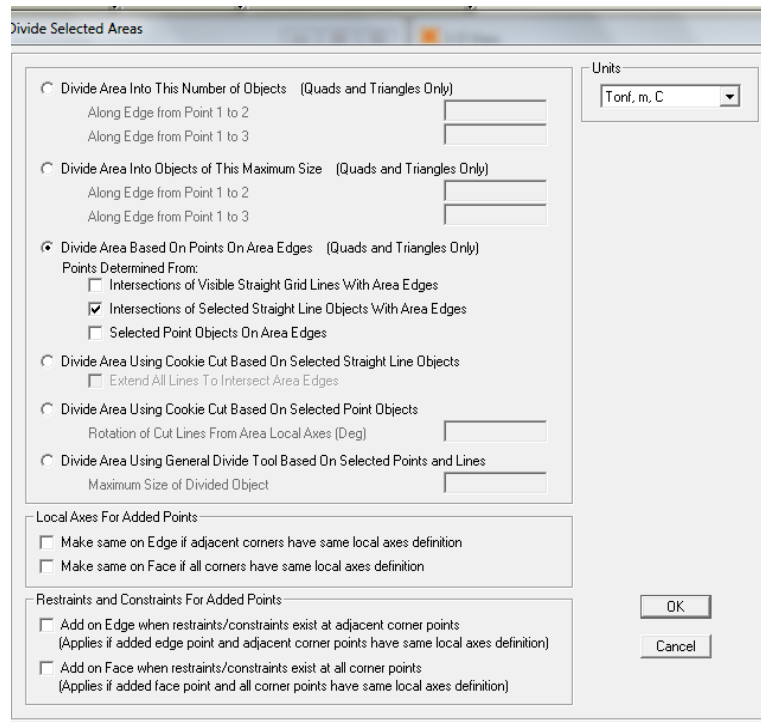 Divide Selected Areas
Units
Divide Area Into This Number of Objects (Quads and Triangles Only)
Tonf, m, C
Along Edge from Point 1 to 2
Along Edge from Point 1 to 3
Divide Area Into Objects of This Maximum Size (Quads and Triangles Only)
Along Edge from Point 1 to 2
Along Edge from Point 1 to 3
Divide Area Based On Points On Area Edges (Quads and Triangles Only)
Points Determined From:
Intersections of Visible Straight Grid Lines With Area Edges
Intersections of Selected Straight Line Objects With Area Edges
Selected Point Objects On Area Edges
Divide Area Using Cookie Cut Based On Selected Straight Line Objects
Extend All Lines To Intersect Area Edges
Divide Area Using Cookie Cut Based On Selected Point Objects
Rotation of Cut Lines From Area Local Axes (Deg)
Divide Area Using General Divide Tool Based On Selected Points and Lines
Maximum Size of Divided Object
Local Axes For Added Points
Make same on Edge if adjacent corners have same local axes definition
Make same on Face if all corners have same local axes definition
Restraints and Constraints For Added Points
Add on Edge when restraints/constraints exist at adjacent corner points
(Applies if added edge point and adjacent corner points have same local axes definition)
Add on Face when restraints/constraints exist at all corner points
(Applies if added face point and all corner points have same local axes definition)
OK
Cancel